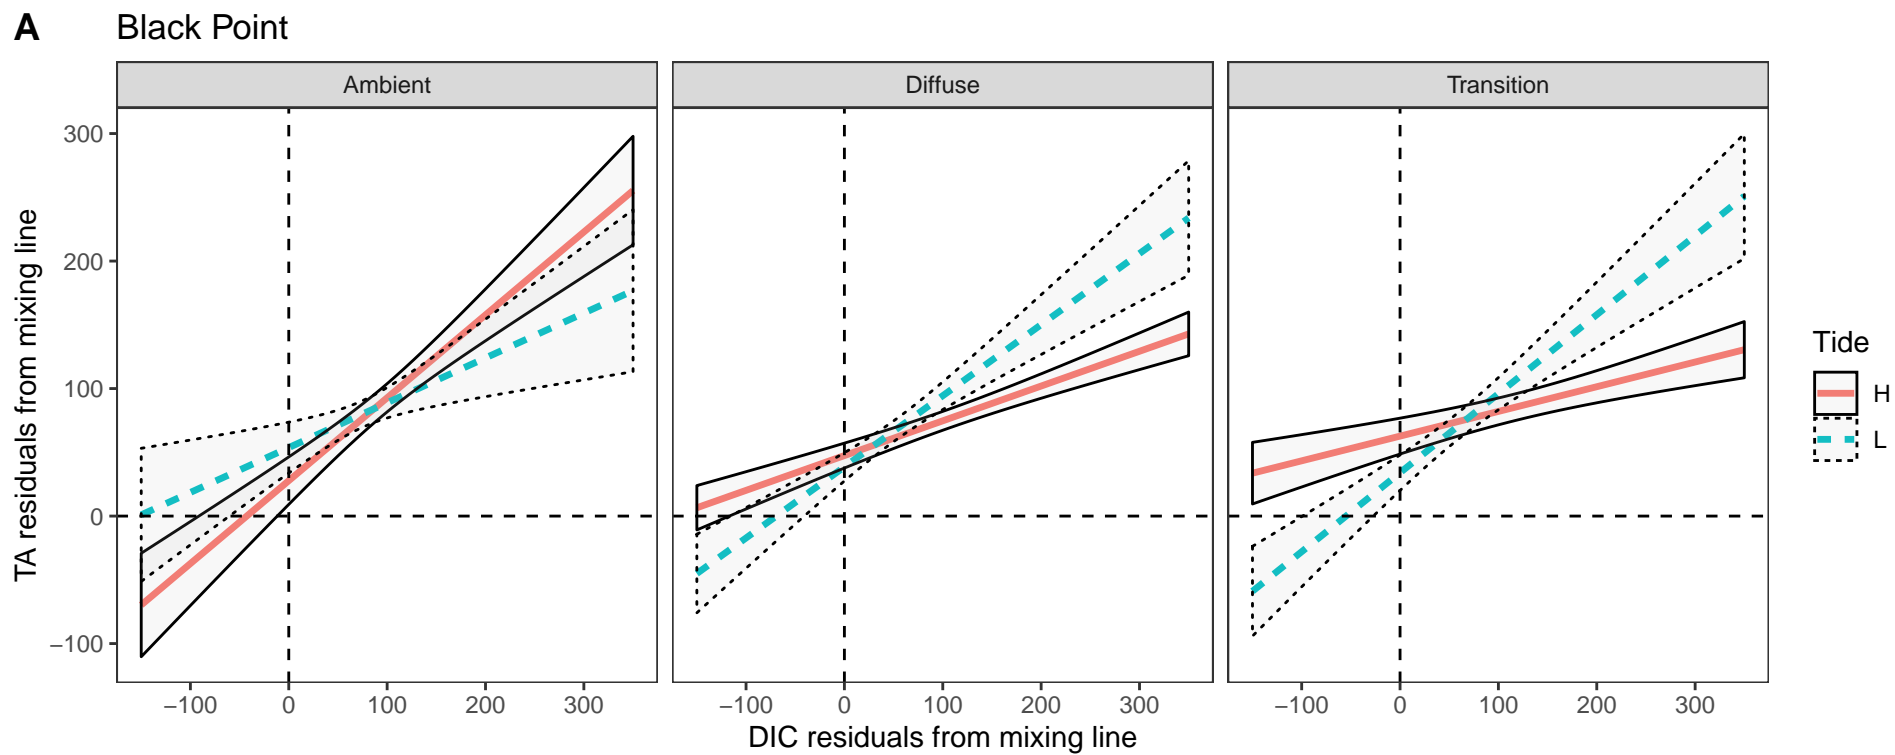 A Black Point
Ambient Diffuse Transition
300
200
100
0
−100
TA residuals from mixing line
−100 0 100 200 300 −100 0 100 200 300 −100 0 100 200 300
DIC residuals from mixing line
Tide
H
L